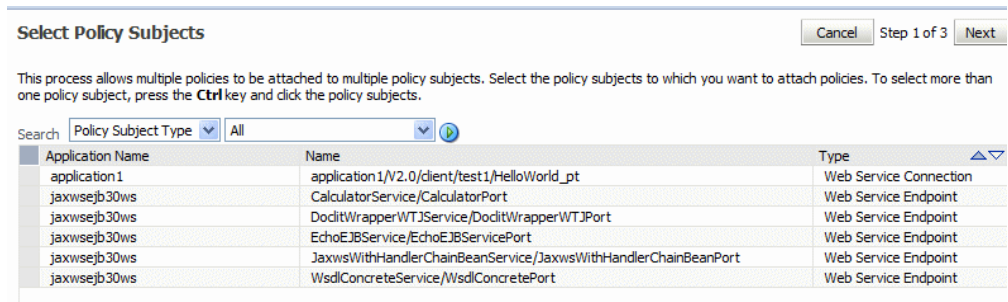 Select Policy Subjects
Cancel Step 1 of 3 Next
This process allows multiple policies to be attached to multiple policy subjects. Select the policy subjects to which you want to attach policies. To select more than
one policy subject, press the Ctrl key and click the policy subjects.
Search Policy Subject Type All
Application Name Name Type
application1 application1/V2.0/client/test1/HelloWorld_pt Web Service Connection
jaxwsejb30ws CalculatorService/CalculatorPort Web Service Endpoint
jaxwsejb30ws DoclitWrapperWTJService/DoclitWrapperWTJPort Web Service Endpoint
jaxwsejb30ws EchoEJBService/EchoEJBServicePort Web Service Endpoint
jaxwsejb30ws JaxwsWithHandlerChainBeanService/JaxwsWithHandlerChainBeanPort Web Service Endpoint
jaxwsejb30ws WsdlConcreteService/WsdlConcretePort Web Service Endpoint